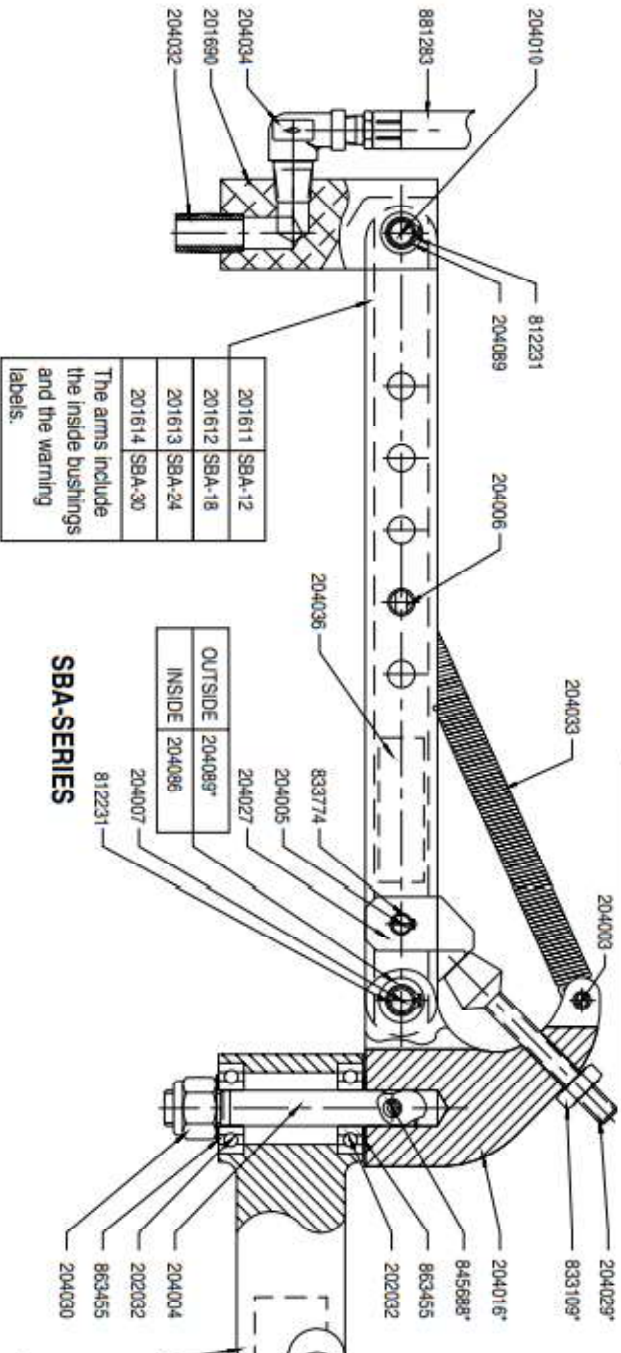 204010
881283
204034
201690
204032
812231
204089
204006
204033
204003
204029*
833109*
204016*
845688*
863455
202032
204036
833774
204005
204027
OUTSIDE 204089*
INSIDE 204086
204007
812231
204004
202032
863455
204030
201611 SBA-12
201612 SBA-18
201613 SBA-24
201614 SBA-30
The arms include
the inside bushings
and the warning
labels.
SBA-SERIES